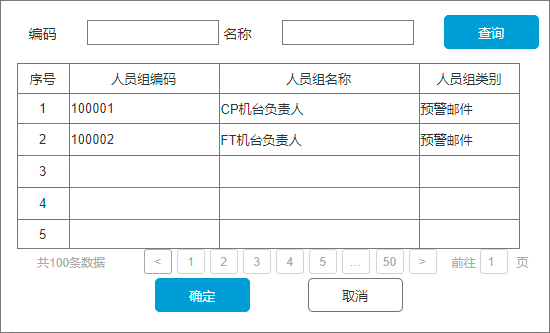 编码 名称 查询
序号 人员组编码 人员组名称 人员组类别
1 100001 CP机台负责人 预警邮件
2 100002 FT机台负责人 预警邮件
3
4
5
共100条数据 < 1 2 3 4 5 ... 50 > 前往 1 页
确定 取消